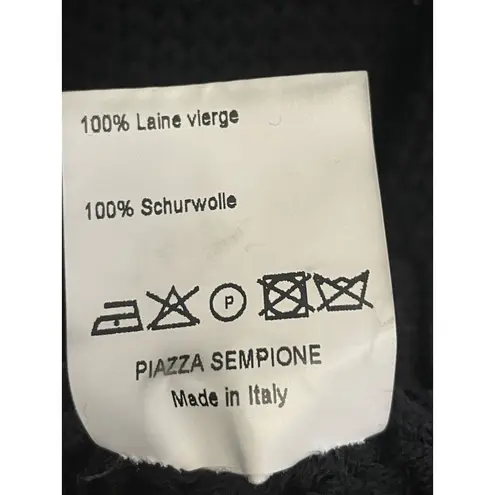 100% Laine vierge
100% Schurwolle
P
PIAZZA SEMPIONE
Made in Italy